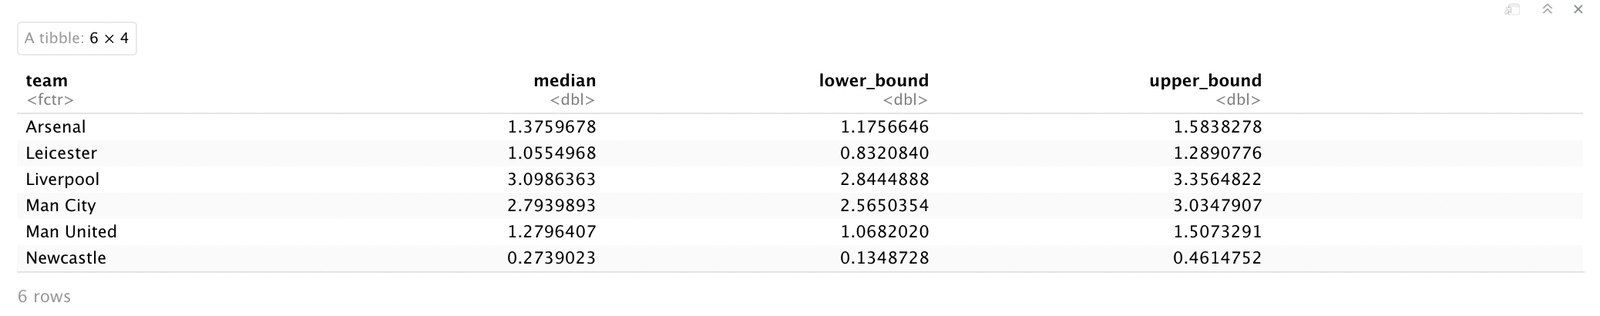 A tibble: 6 × 4
team median lower_bound upper_bound
<fctr> <dbl> <dbl> <dbl>
Arsenal 1.3759678 1.1756646 1.5838278
Leicester 1.0554968 0.8320840 1.2890776
Liverpool 3.0986363 2.8444888 3.3564822
Man City 2.7939893 2.5650354 3.0347907
Man United 1.2796407 1.0682020 1.5073291
Newcastle 0.2739023 0.1348728 0.4614752
6 rows